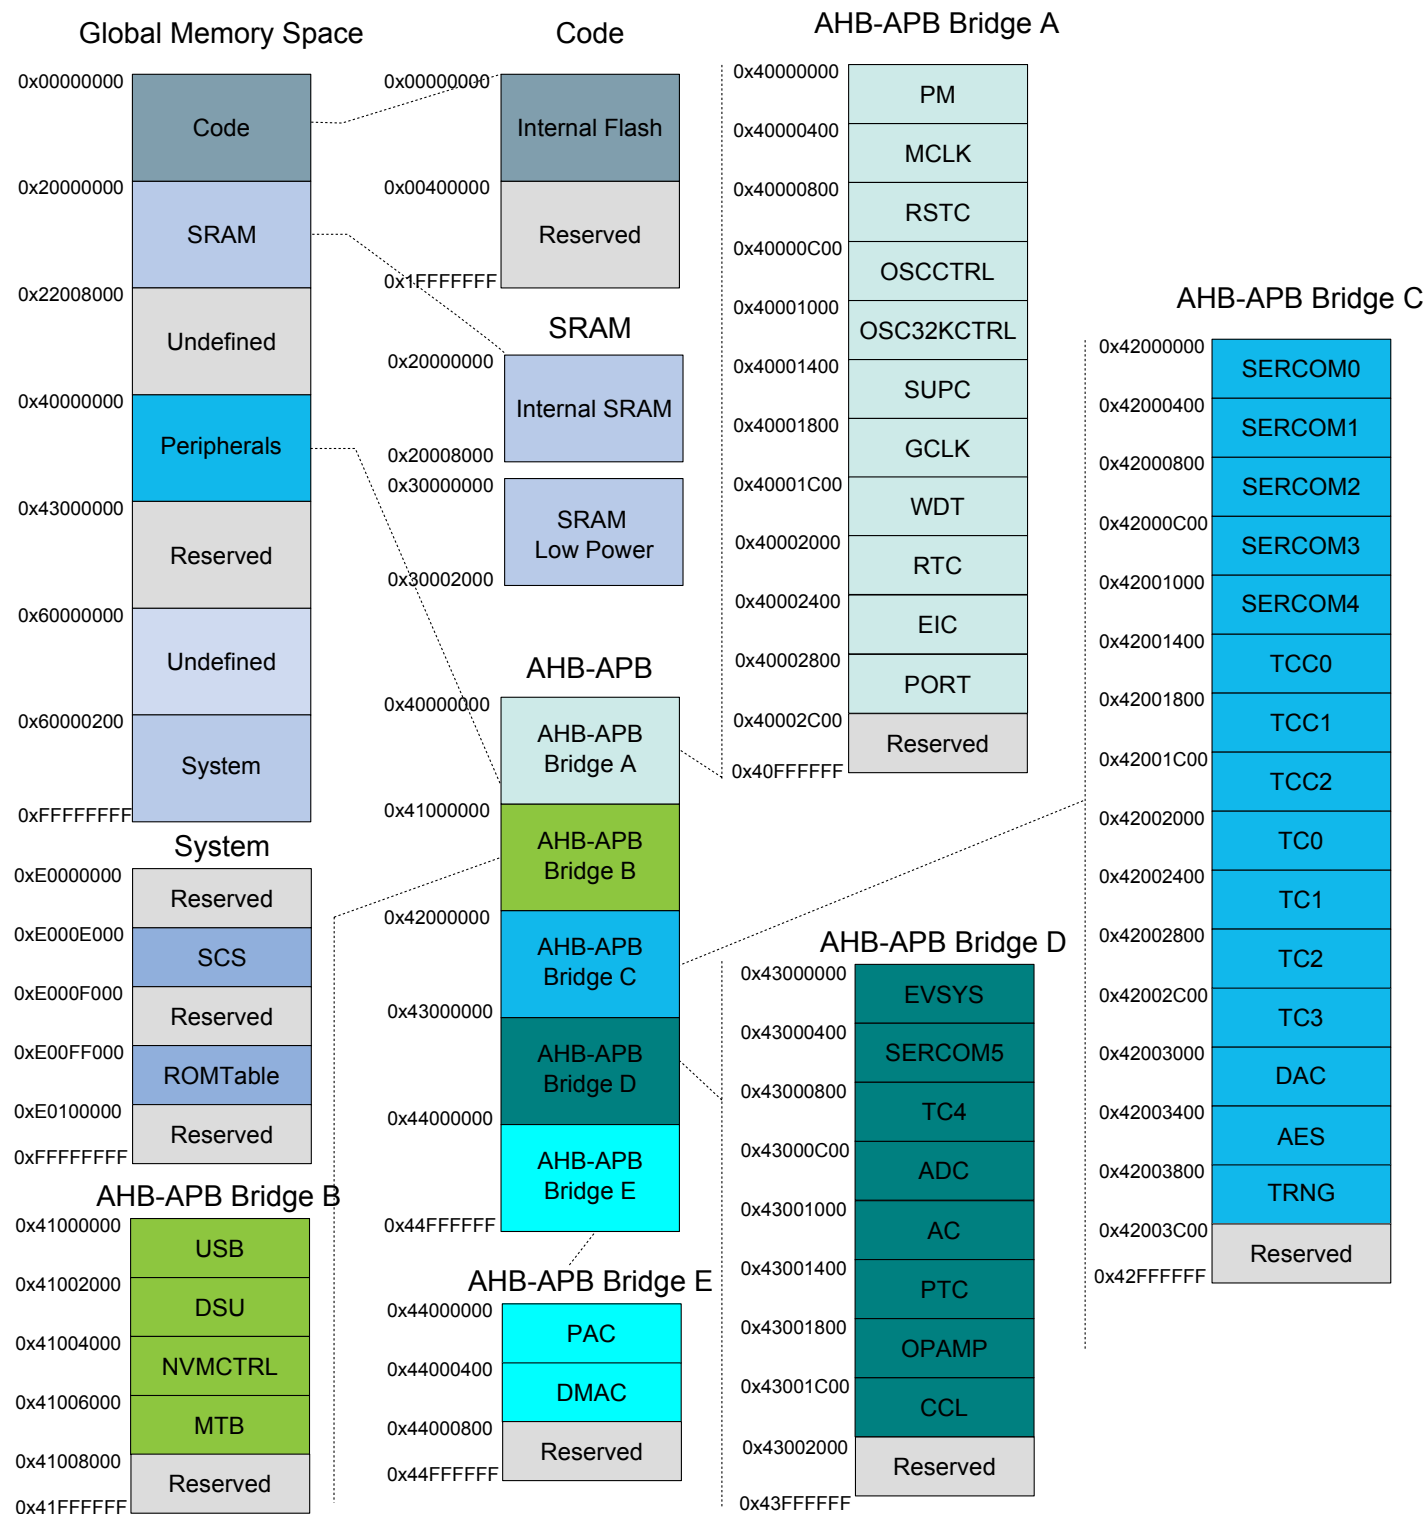 Global Memory Space
0x00000000
Code
0x20000000
SRAM
0x22008000
Undefined
0x40000000
Peripherals
0x43000000
Reserved
0x60000000
Undefined
0x60000200
System
0xFFFFFFFF
System
0xE0000000
Reserved
0xE000E000
SCS
0xE000F000
Reserved
0xE00FF000
ROMTable
0xE0100000
Reserved
0xFFFFFFFF
AHB-APB Bridge B
0x41000000
USB
0x41002000
DSU
0x41004000
NVMCTRL
0x41006000
MTB
0x41008000
Reserved
0x41FFFFFF
Code
0x00000000
Internal Flash
0x00400000
Reserved
0x1FFFFFFF
SRAM
0x20000000
Internal SRAM
0x20008000
0x30000000
SRAM
Low Power
0x30002000
AHB-APB
0x40000000
AHB-APB
Bridge A
0x41000000
AHB-APB
Bridge B
0x42000000
AHB-APB
Bridge C
0x43000000
AHB-APB
Bridge D
0x44000000
AHB-APB
Bridge E
0x44FFFFFF
AHB-APB Bridge E
0x44000000
PAC
0x44000400
DMAC
0x44000800
Reserved
0x44FFFFFF
AHB-APB Bridge A
0x40000000
PM
0x40000400
MCLK
0x40000800
RSTC
0x40000C00
OSCCTRL
0x40001000
OSC32KCTRL
0x40001400
SUPC
0x40001800
GCLK
0x40001C00
WDT
0x40002000
RTC
0x40002400
EIC
0x40002800
PORT
0x40002C00
Reserved
0x40FFFFFF
AHB-APB Bridge D
0x43000000
EVSYS
0x43000400
SERCOM5
0x43000800
TC4
0x43000C00
ADC
0x43001000
AC
0x43001400
PTC
0x43001800
OPAMP
0x43001C00
CCL
0x43002000
Reserved
0x43FFFFFF
AHB-APB Bridge C
0x42000000
SERCOM0
0x42000400
SERCOM1
0x42000800
SERCOM2
0x42000C00
SERCOM3
0x42001000
SERCOM4
0x42001400
TCC0
0x42001800
TCC1
0x42001C00
TCC2
0x42002000
TC0
0x42002400
TC1
0x42002800
TC2
0x42002C00
TC3
0x42003000
DAC
0x42003400
AES
0x42003800
TRNG
0x42003C00
Reserved
0x42FFFFFF